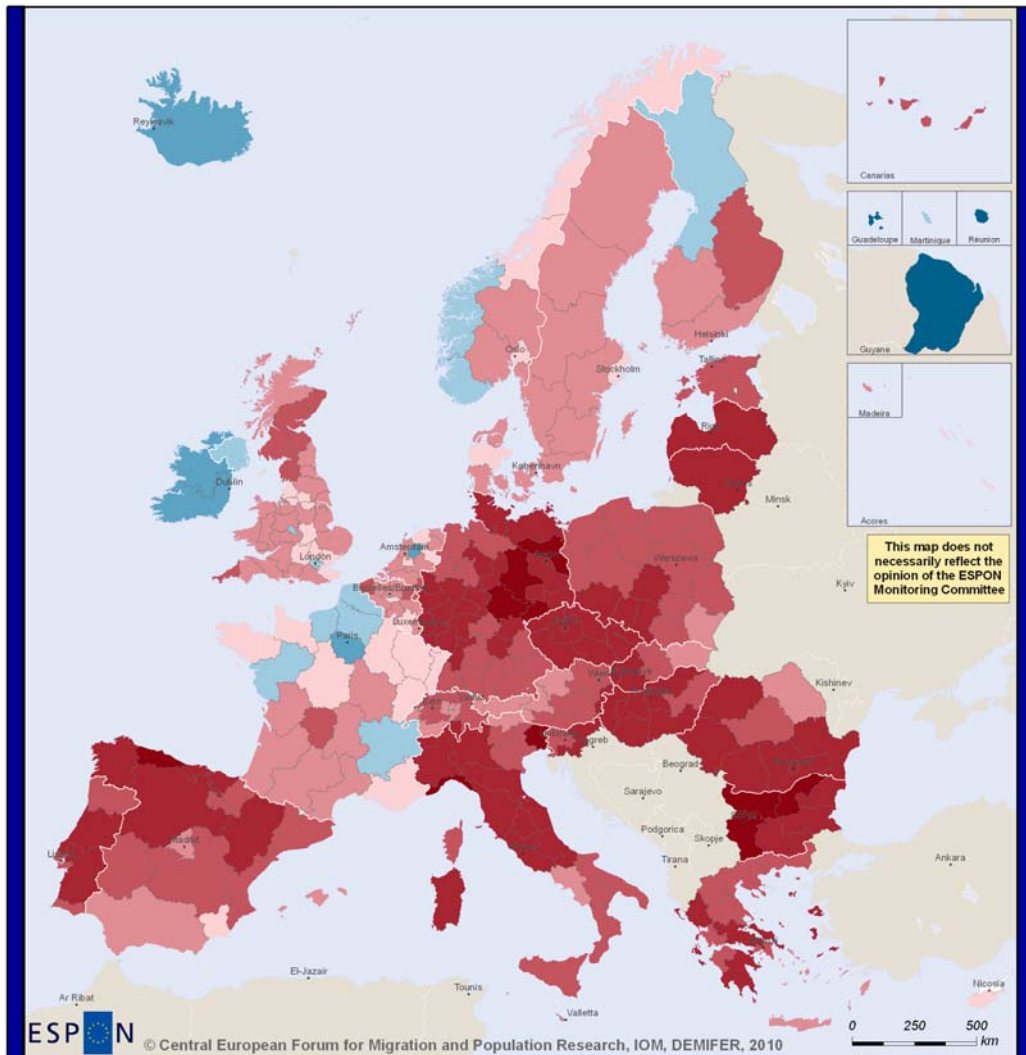 Reykjavik
Canarias
Guadeloupe
Martinique
Réunion
Guyane
Oslo
Helsinki
Tallinn
Stockholm
Madeira
København
Dublin
Minsk
Acores
London
Amsterdam
Warszawa
This map does not
necessarily reflect the
opinion of the ESPON
Monitoring Committee
Kyiv
Paris
Kishinev
Beograd
Sarajevo
Podgorica
Skopje
Tirana
Ankara
Madrid
El-Jazair
Tounis
Ar Ribat
Valletta
Nicosia
0 250 500
km
ESPON
© Central European Forum for Migration and Population Research, IOM, DEMIFER, 2010